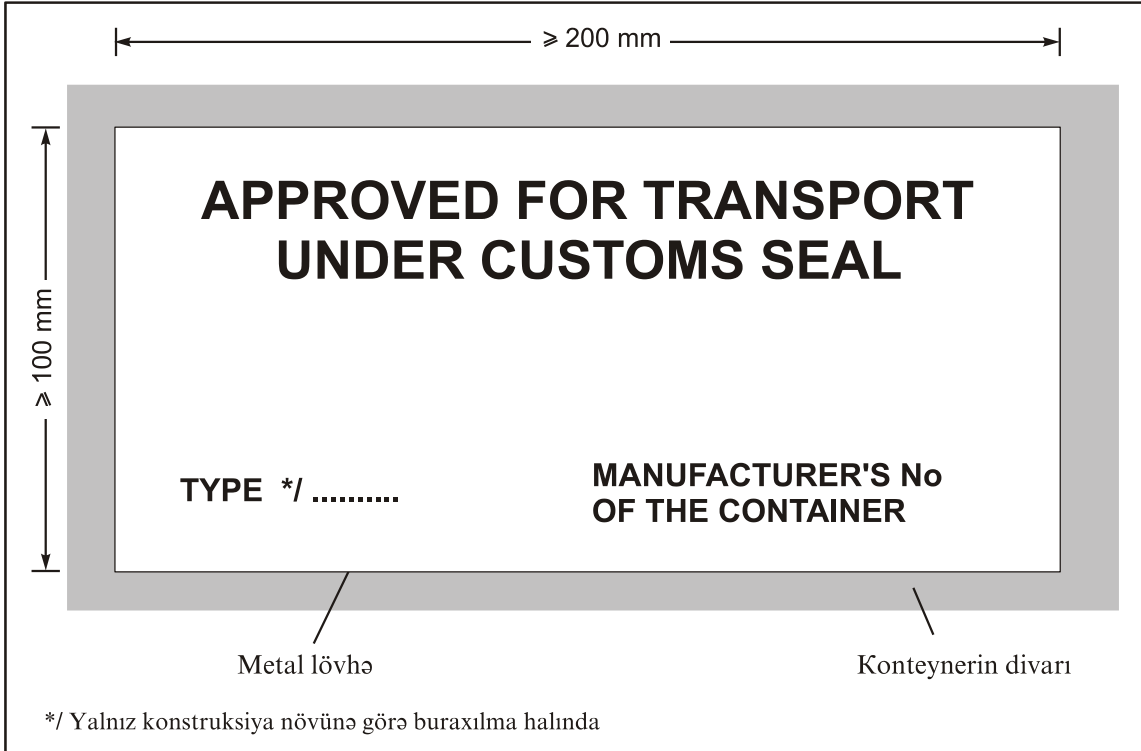 ⩾ 200 mm
⩾ 100 mm
APPROVED FOR TRANSPORT
UNDER CUSTOMS SEAL
TYPE */ ..........
MANUFACTURER'S No
OF THE CONTAINER
Metal lövhə
Konteynerin divarı
*/ Yalnız konstruksiya növünə görə buraxılma halında